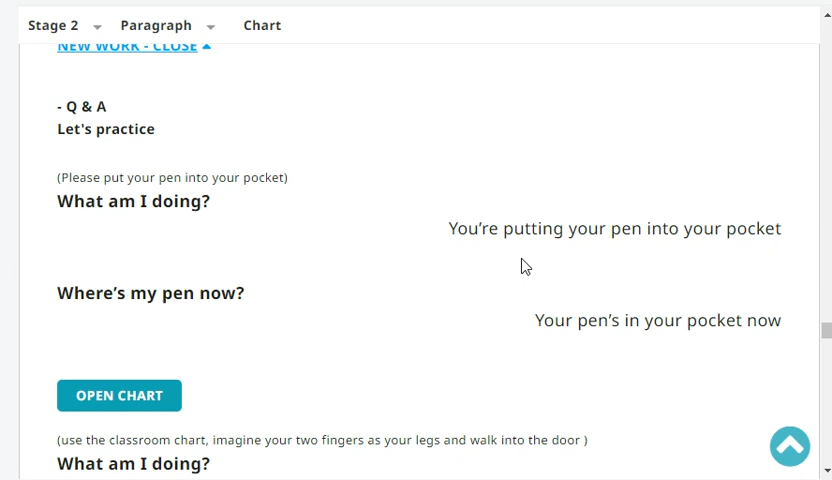 Stage 2 Paragraph Chart
NEW WORK - CLOSE
- Q & A
Let's practice
(Please put your pen into your pocket)
What am I doing?
You're putting your pen into your pocket
Where's my pen now?
Your pen's in your pocket now
OPEN CHART
(use the classroom chart, imagine your two fingers as your legs and walk into the door )
What am I doing?